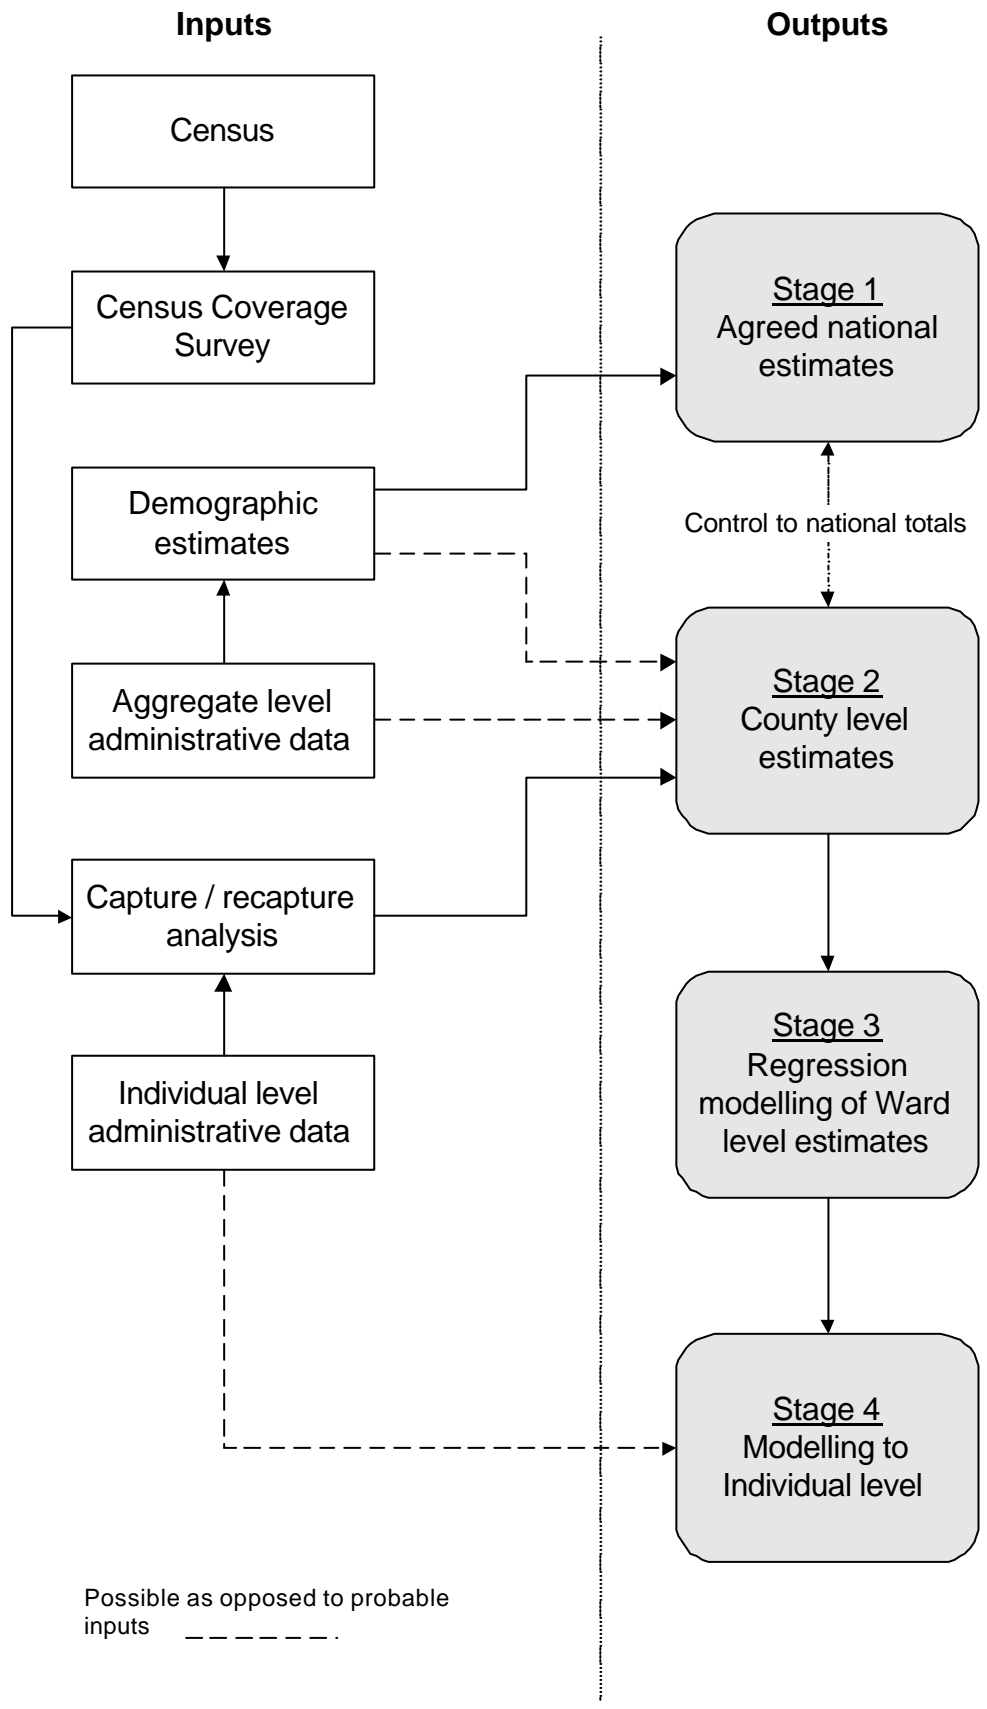 Inputs
Outputs
Census
Census Coverage
Survey
Stage 1
Agreed national
estimates
Demographic
estimates
Control to national totals
Aggregate level
administrative data
Stage 2
County level
estimates
Capture / recapture
analysis
Stage 3
Regression
modelling of Ward
level estimates
Individual level
administrative data
Stage 4
Modelling to
Individual level
Possible as opposed to probable
inputs